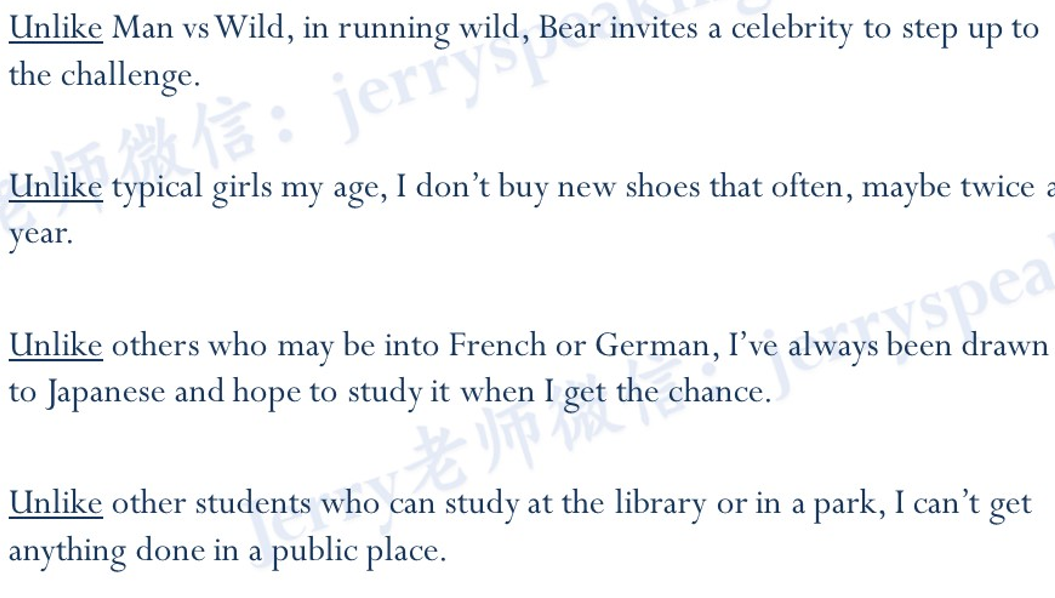 Unlike Man vs Wild, in running wild, Bear invites a celebrity to step up to
the challenge.
Unlike typical girls my age, I don't buy new shoes that often, maybe twice a
year.
Unlike others who may be into French or German, I've always been drawn
to Japanese and hope to study it when I get the chance.
Unlike other students who can study at the library or in a park, I can't get
anything done in a public place.
老师微信：jerryspeaking
Jerry老师微信：jerryspea